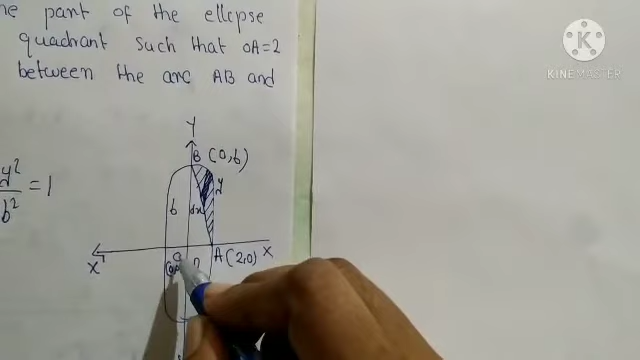 he part of the ellepse
quadrant such that OA=2
between the arc AB and
K
KINEMASTER
y²/b² = 1
Y
B (0,b)
y
b dx
X' O A(2,0) X